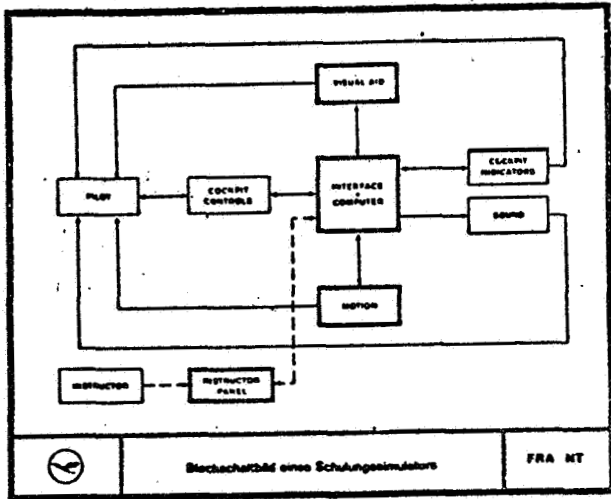 VISUAL AID
PILOT
COCKPIT
CONTROLS
INTERFACE
+
COMPUTER
COCKPIT
INDICATORS
SOUND
MOTION
INSTRUCTOR
INSTRUCTOR
PANEL
Blockschaltbild eines Schulungssimulators
FRA NT